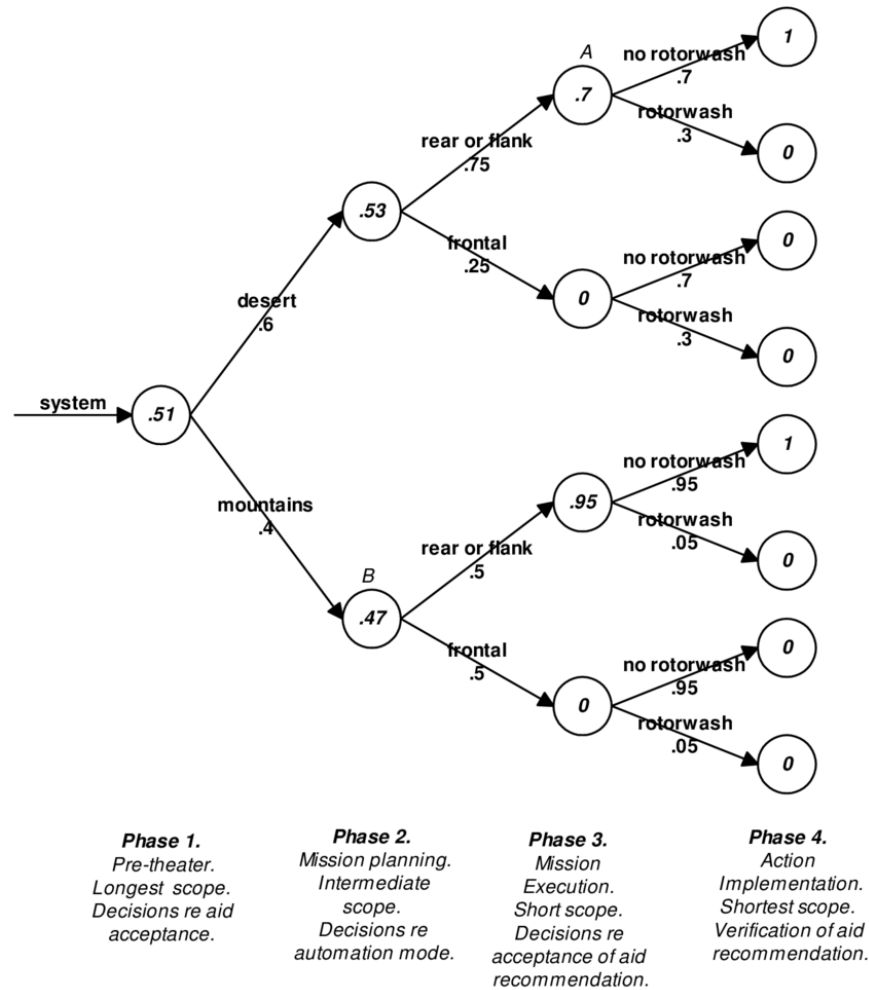 1
A
no rotorwash
.7
.7
rotorwash
.3
0
rear or flank
.75
.53
0
frontal
.25
no rotorwash
.7
0
rotorwash
.3
0
desert
.6
system
.51
1
no rotorwash
.95
mountains
.4
.95
rotorwash
.05
0
rear or flank
.5
B
.47
0
frontal
.5
no rotorwash
.95
0
rotorwash
.05
0
Phase 1.
Pre-theater.
Longest scope.
Decisions re aid
acceptance.
Phase 2.
Mission planning.
Intermediate
scope.
Decisions re
automation mode.
Phase 3.
Mission
Execution.
Short scope.
Decisions re
acceptance of aid
recommendation.
Phase 4.
Action
Implementation.
Shortest scope.
Verification of aid
recommendation.